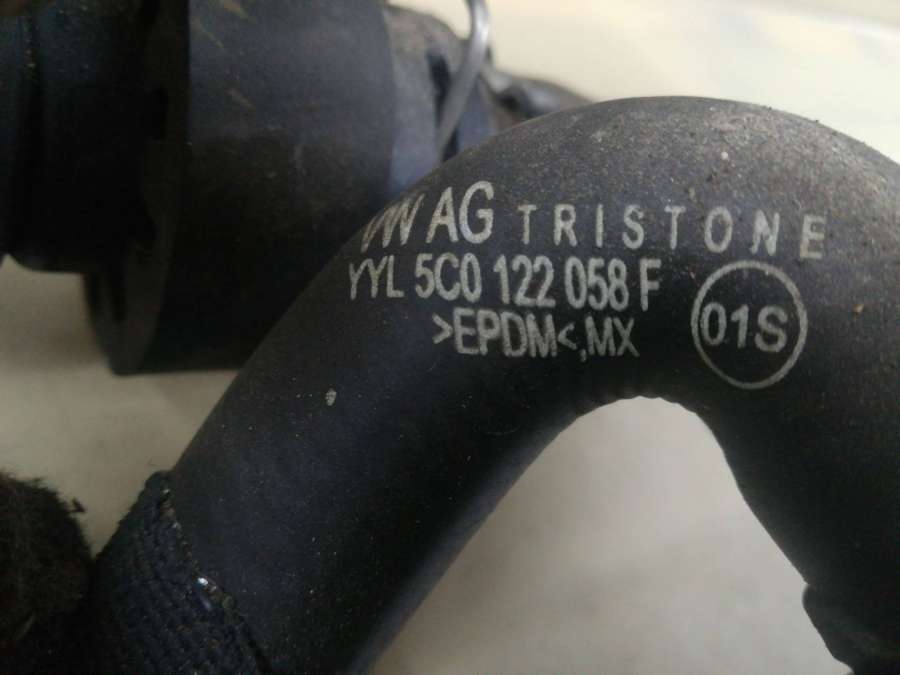 VW AG TRISTONE
YYL 5C0 122 058 F
>EPDM<,MX
01S